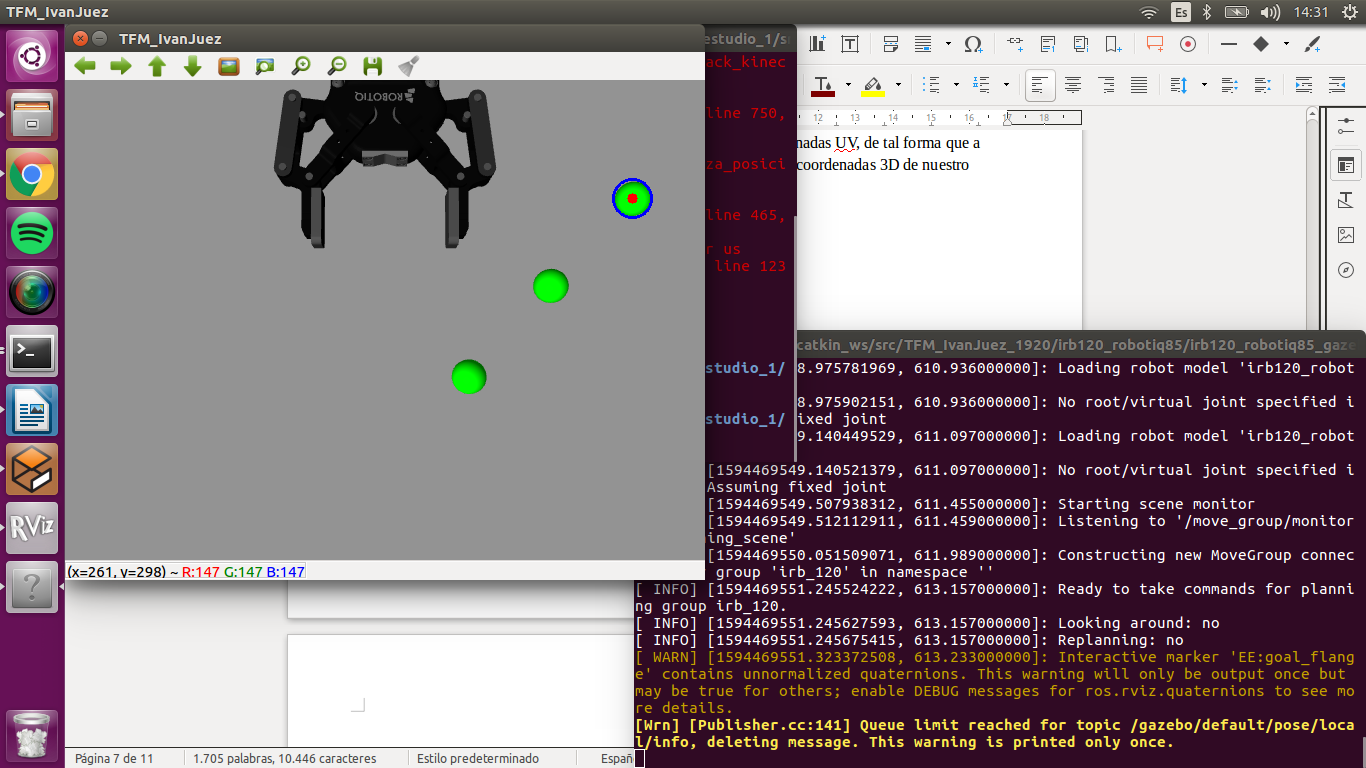 TFM_IvanJuez
Es
14:31
TFM_IvanJuez
estudio_1/s
ROBOTIQ
ack_kinec
line 750,
za_posici
line 465,
r us
line 123
studio_1/
studio_1/
12 13 14 15 16 17 18
nadas UV, de tal forma que a
coordenadas 3D de nuestro
(x=261, y=298) ~ R:147 G:147 B:147
catkin_ws/src/TFM_IvanJuez_1920/irb120_robotiq85/irb120_robotiq85_gaze
8.975781969, 610.936000000]: Loading robot model 'irb120_robot
8.975902151, 610.936000000]: No root/virtual joint specified i
ixed joint
9.140449529, 611.097000000]: Loading robot model 'irb120_robot
[1594469549.140521379, 611.097000000]: No root/virtual joint specified i
Assuming fixed joint
[1594469549.507938312, 611.455000000]: Starting scene monitor
[1594469549.512112911, 611.459000000]: Listening to '/move_group/monitor
ing_scene'
[1594469550.051509071, 611.989000000]: Constructing new MoveGroup connec
group 'irb_120' in namespace ''
[ INFO] [1594469551.245524222, 613.157000000]: Ready to take commands for planni
ng group irb_120.
[ INFO] [1594469551.245627593, 613.157000000]: Looking around: no
[ INFO] [1594469551.245675415, 613.157000000]: Replanning: no
[ WARN] [1594469551.323372508, 613.233000000]: Interactive marker 'EE:goal_flang
e' contains unnormalized quaternions. This warning will only be output once but
may be true for others; enable DEBUG messages for ros.rviz.quaternions to see mo
re details.
[Wrn] [Publisher.cc:141] Queue limit reached for topic /gazebo/default/pose/loca
l/info, deleting message. This warning is printed only once.
RViz
Página 7 de 11
1.705 palabras, 10.446 caracteres
Estilo predeterminado
Españ